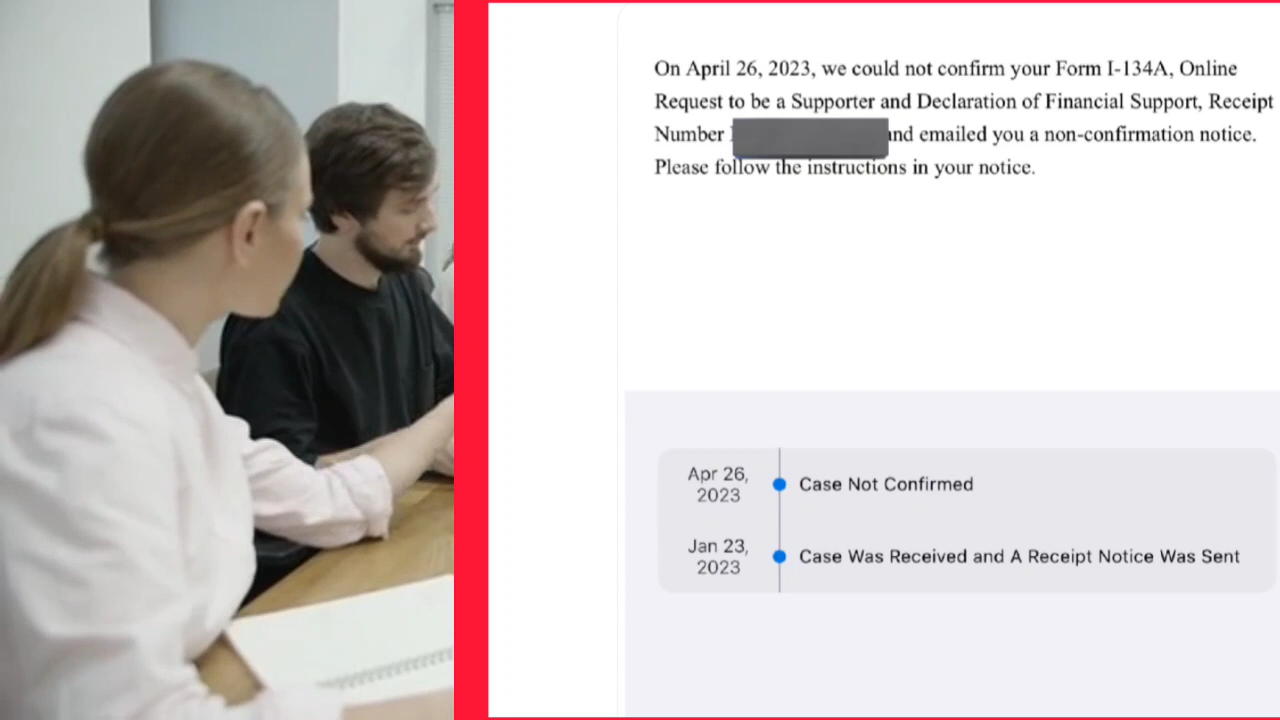 On April 26, 2023, we could not confirm your Form I-134A, Online
Request to be a Supporter and Declaration of Financial Support, Receipt
Number and emailed you a non-confirmation notice.
Please follow the instructions in your notice.
Apr 26,
2023
Case Not Confirmed
Jan 23,
2023
Case Was Received and A Receipt Notice Was Sent